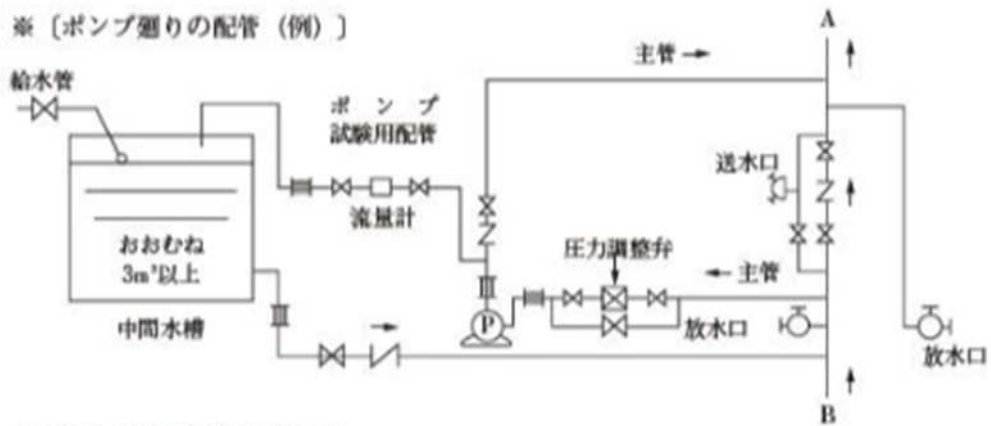 ※〔ポンプ廻りの配管（例）〕
A
主管
給水管
ポンプ
試験用配管
送水口
流量計
圧力調整弁
主管
おおむね
3m³以上
P
放水口
中間水槽
放水口
B